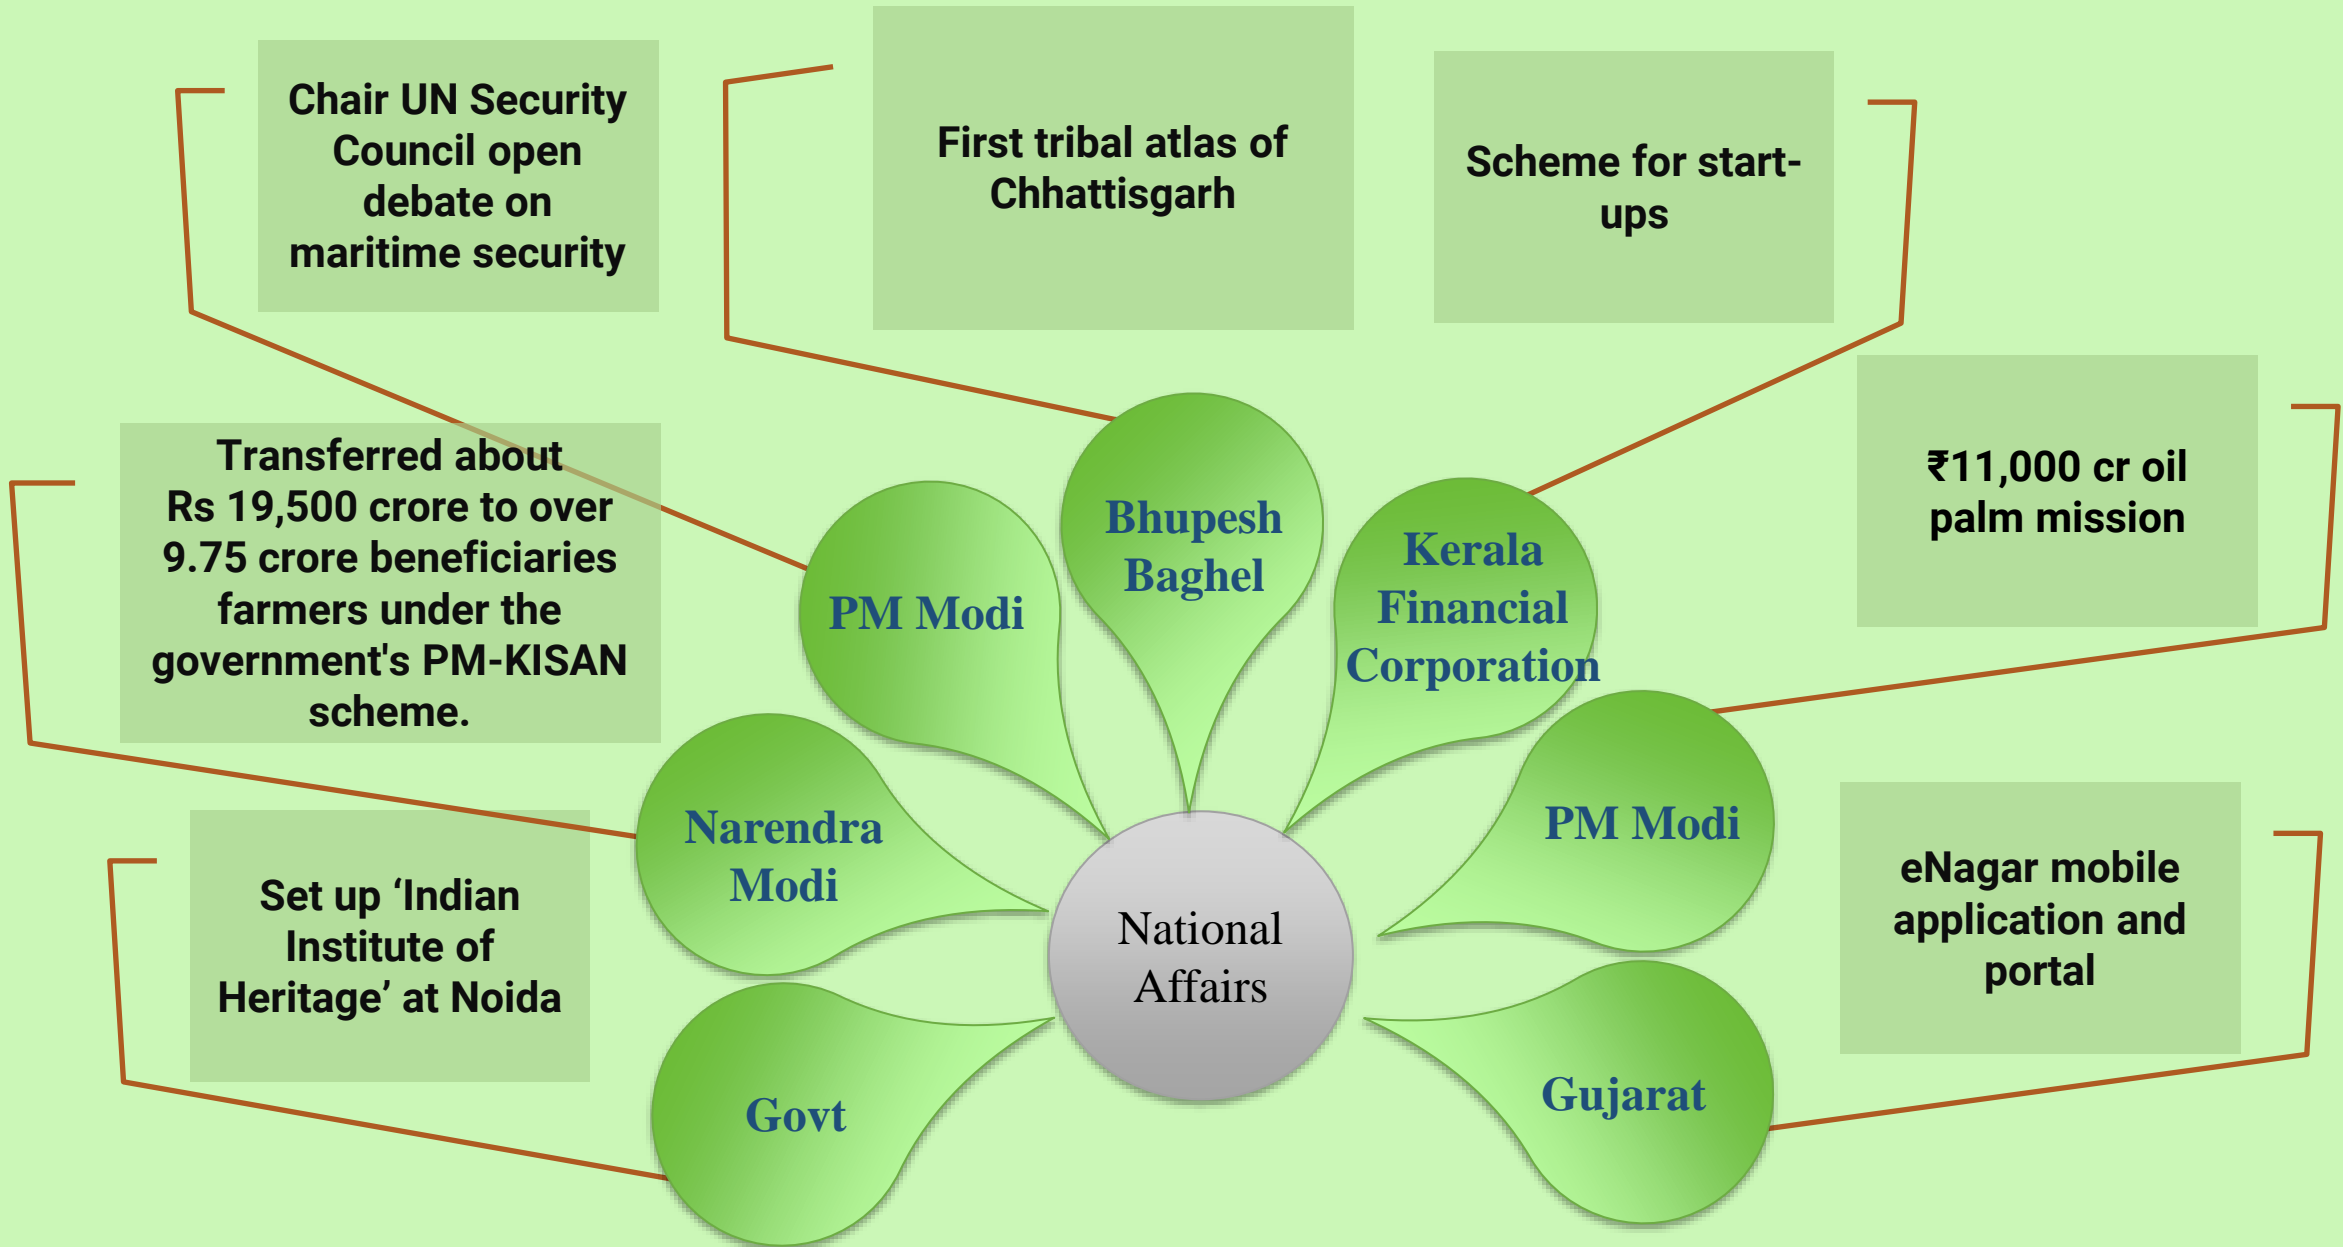 Chair UN Security
Council open
debate on
maritime security
First tribal atlas of
Chhattisgarh
Scheme for start-
ups
₹11,000 cr oil
palm mission
Transferred about
Rs 19,500 crore to over
9.75 crore beneficiaries
farmers under the
government's PM-KISAN
scheme.
Bhupesh
Baghel
Kerala
Financial
Corporation
PM Modi
PM Modi
Narendra
Modi
eNagar mobile
application and
portal
Set up ‘Indian
Institute of
Heritage’ at Noida
National
Affairs
Govt
Gujarat